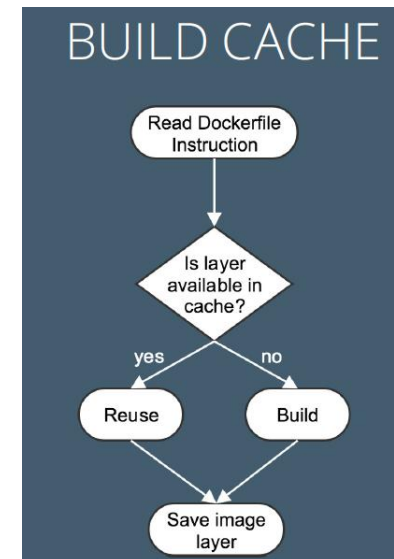 BUILD CACHE
Read Dockerfile
Instruction
Is layer
available in
cache?
yes
no
Reuse
Build
Save image
layer